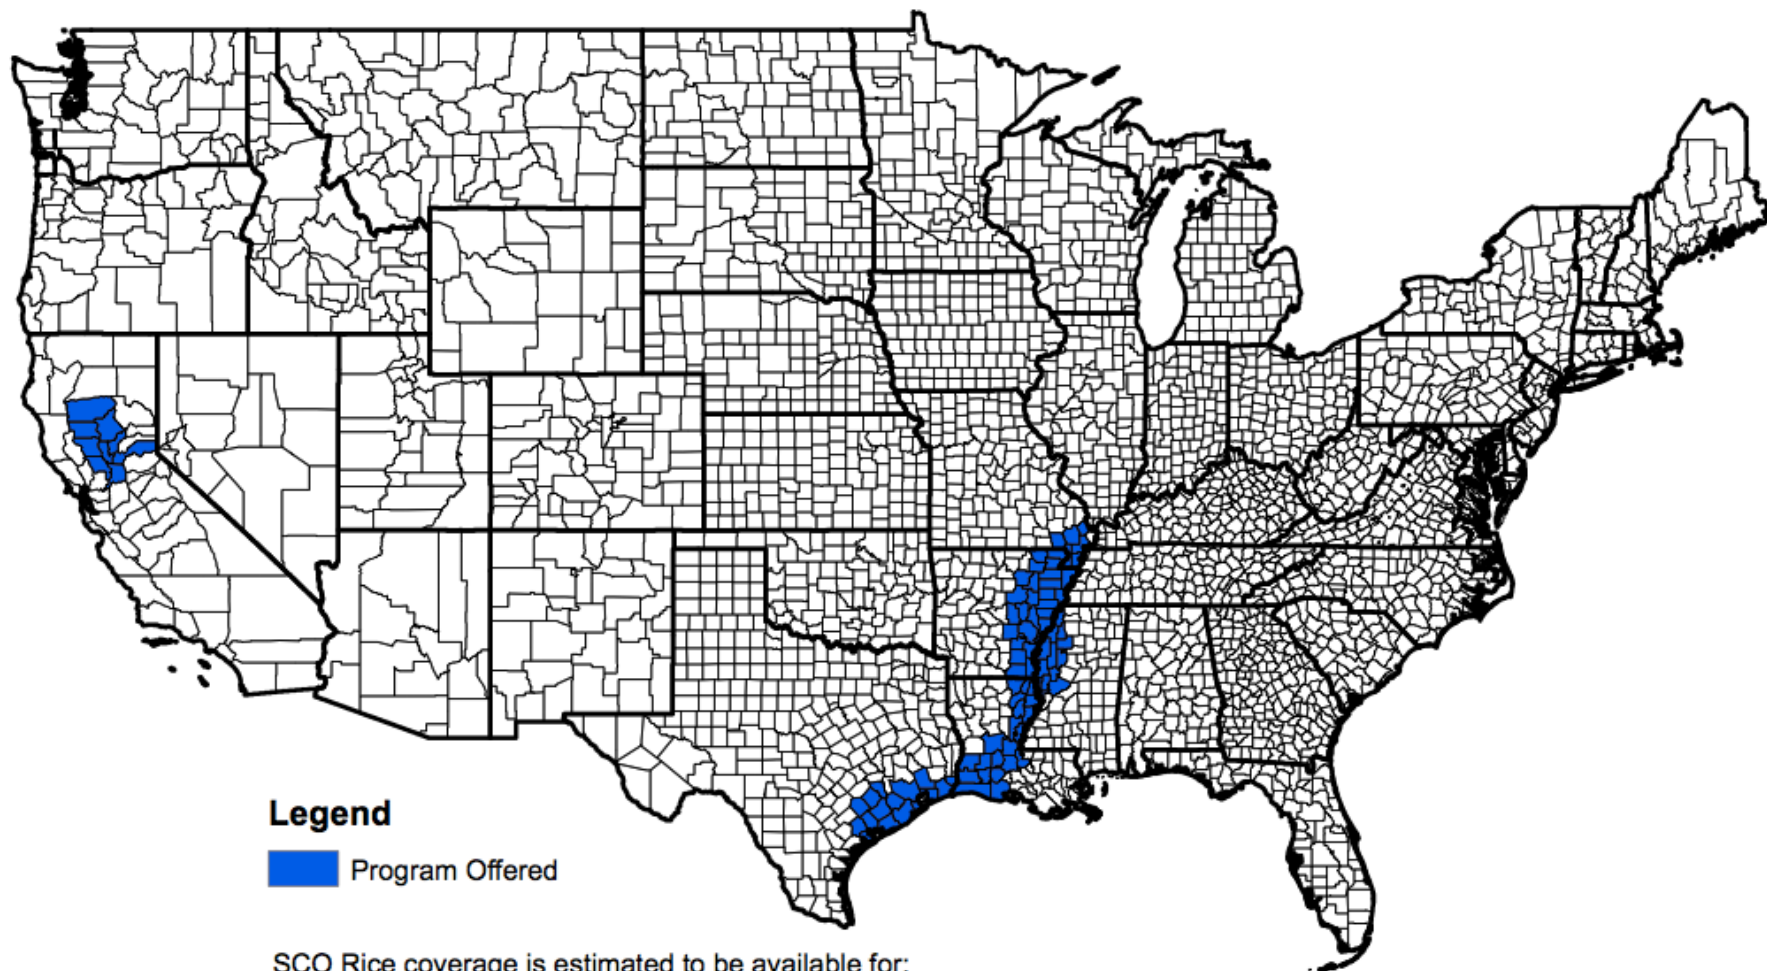 Legend
Program Offered
SCO Rice coverage is estimated to be available for: